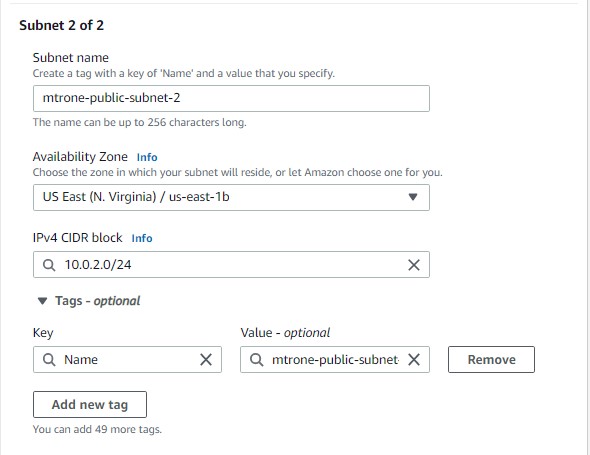 Subnet 2 of 2
Subnet name
Create a tag with a key of 'Name' and a value that you specify.
mtrone-public-subnet-2
The name can be up to 256 characters long.
Availability Zone Info
Choose the zone in which your subnet will reside, or let Amazon choose one for you.
US East (N. Virginia) / us-east-1b
IPv4 CIDR block Info
10.0.2.0/24
Tags - optional
Key Value - optional
Name mtrone-public-subnet- Remove
Add new tag
You can add 49 more tags.